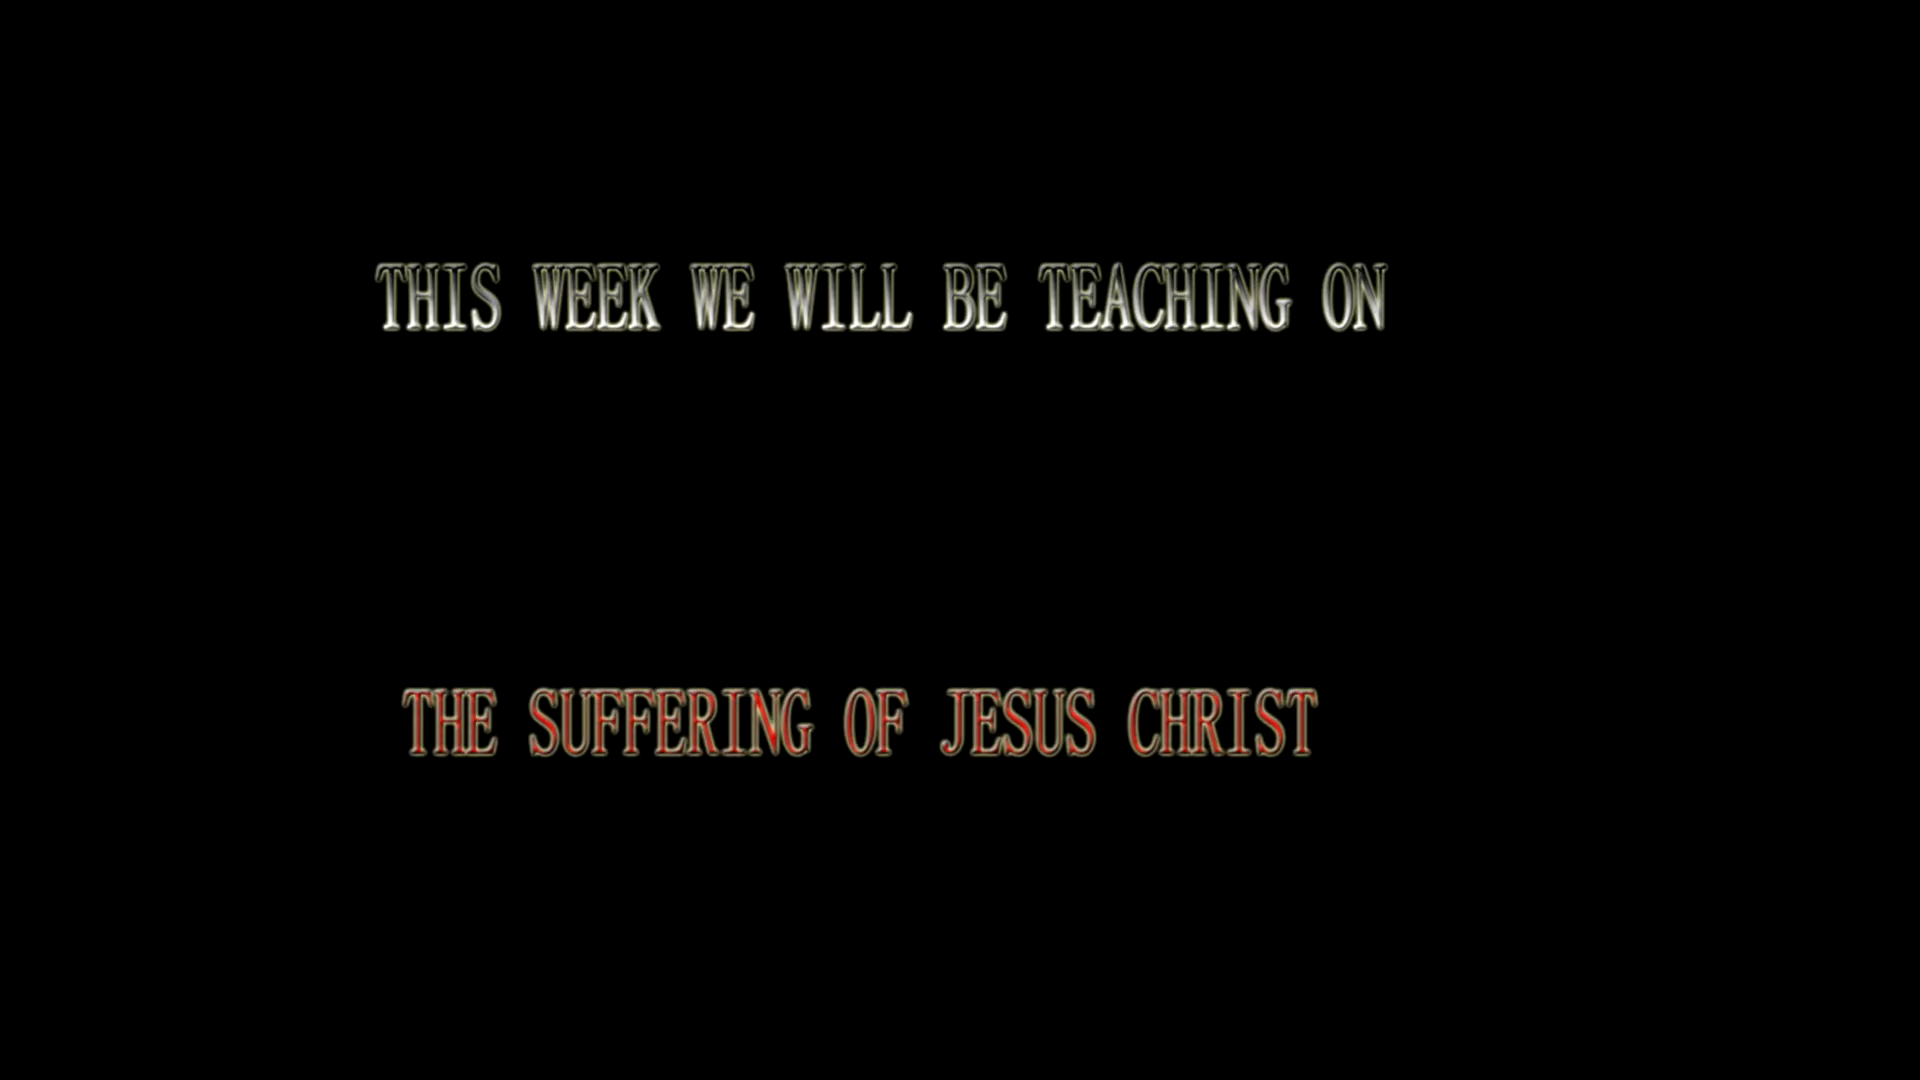 THIS WEEK WE WILL BE TEACHING ON
THE SUFFERING OF JESUS CHRIST